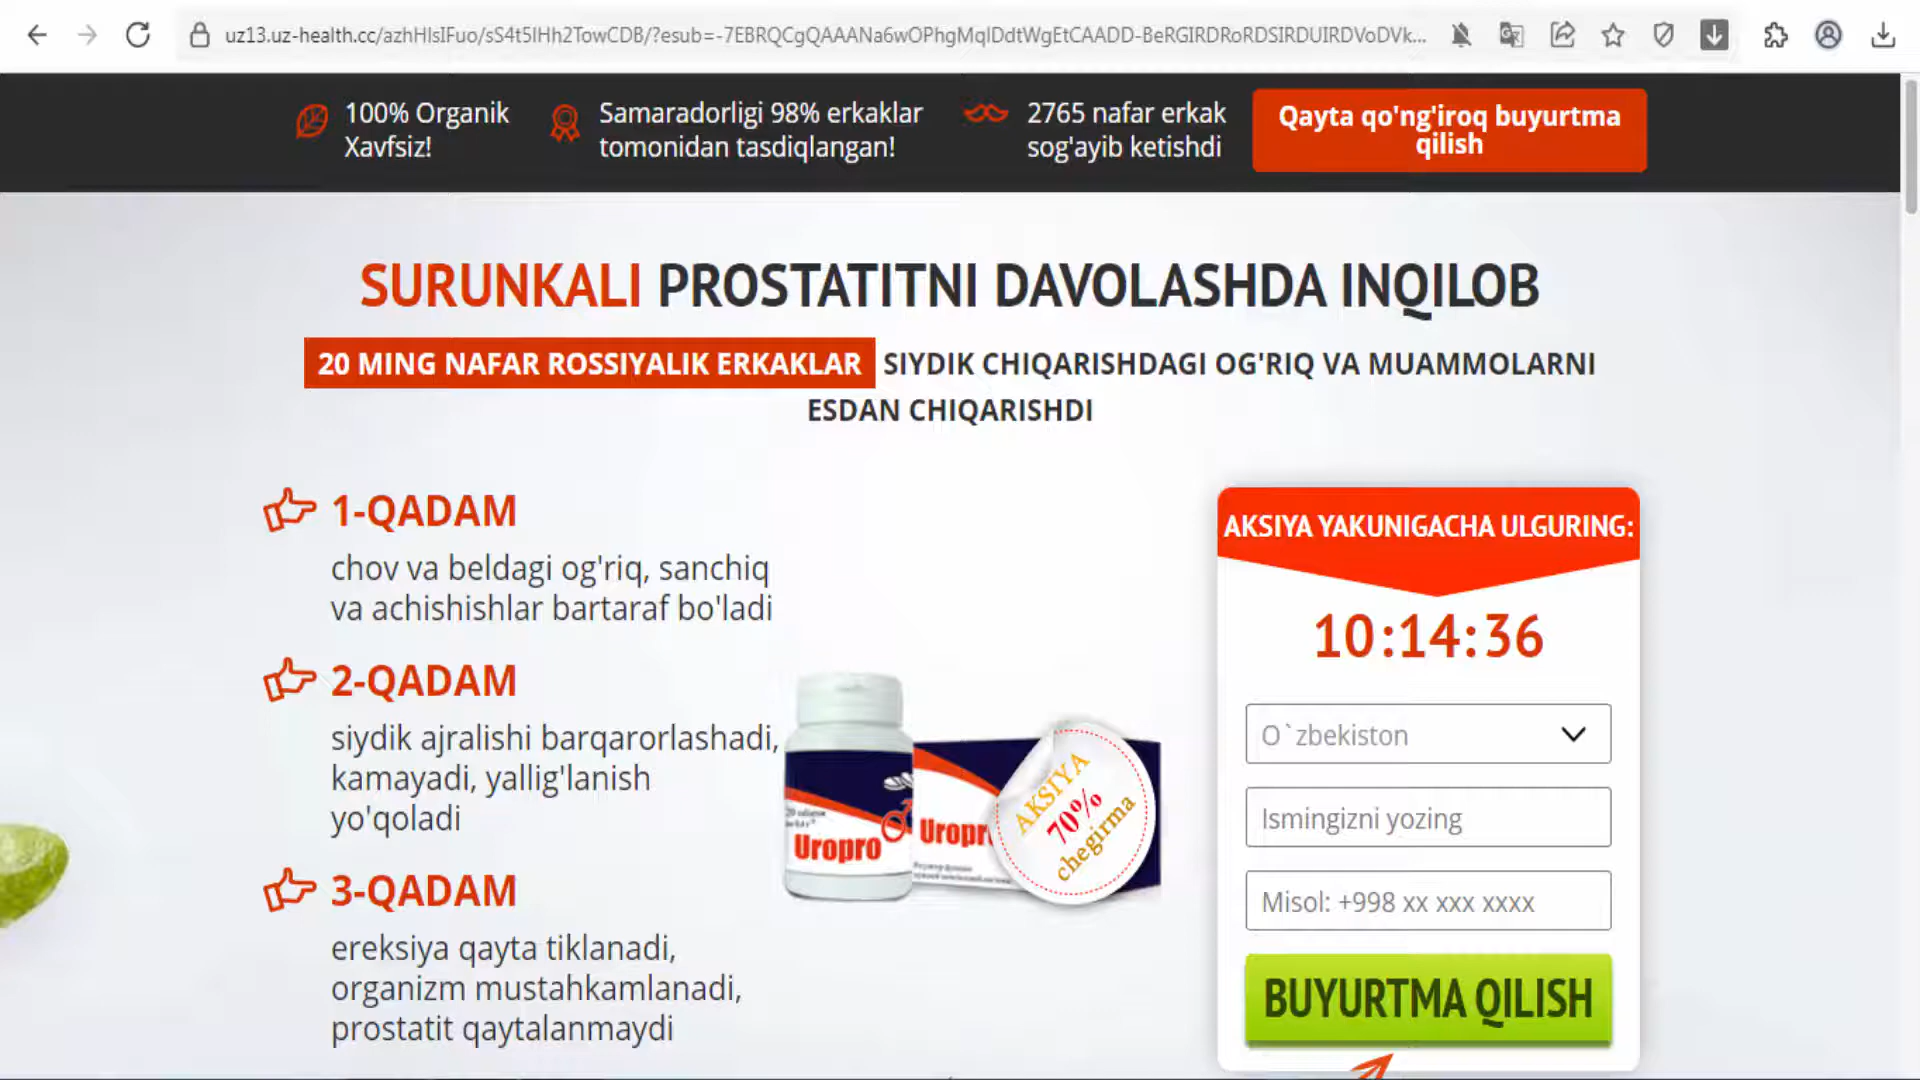 uz13.uz-health.cc/azhHlsIFuo/sS4t5IHh2TowCDB/?esub=-7EBRQCgQAAANa6wOPhgMqIDdtWgEtCAADD-BeRGIRDRoRDSIRDUIRDVoDVk...
100% Organik
Xavfsiz!
Samaradorligi 98% erkaklar
tomonidan tasdiqlangan!
2765 nafar erkak
sog'ayib ketishdi
Qayta qo'ng'iroq buyurtma
qilish
SURUNKALI PROSTATITNI DAVOLASHDA INQILOB
20 MING NAFAR ROSSIYALIK ERKAKLAR SIYDIK CHIQARISHDAGI OG'RIQ VA MUAMMOLARNI
ESDAN CHIQARISHDI
1-QADAM
chov va beldagi og'riq, sanchiq
va achishishlar bartaraf bo'ladi
2-QADAM
siydik ajralishi barqarorlashadi,
kamayadi, yallig'lanish
yo'qoladi
3-QADAM
ereksiya qayta tiklanadi,
organizm mustahkamlanadi,
prostatit qaytalanmaydi
Uropro
Uropr
AKSIYA
70%
chegirma
AKSIYA YAKUNIGACHA ULGURING:
10:14:36
O`zbekiston
Ismingizni yozing
Misol: +998 xx xxx xxxx
BUYURTMA QILISH